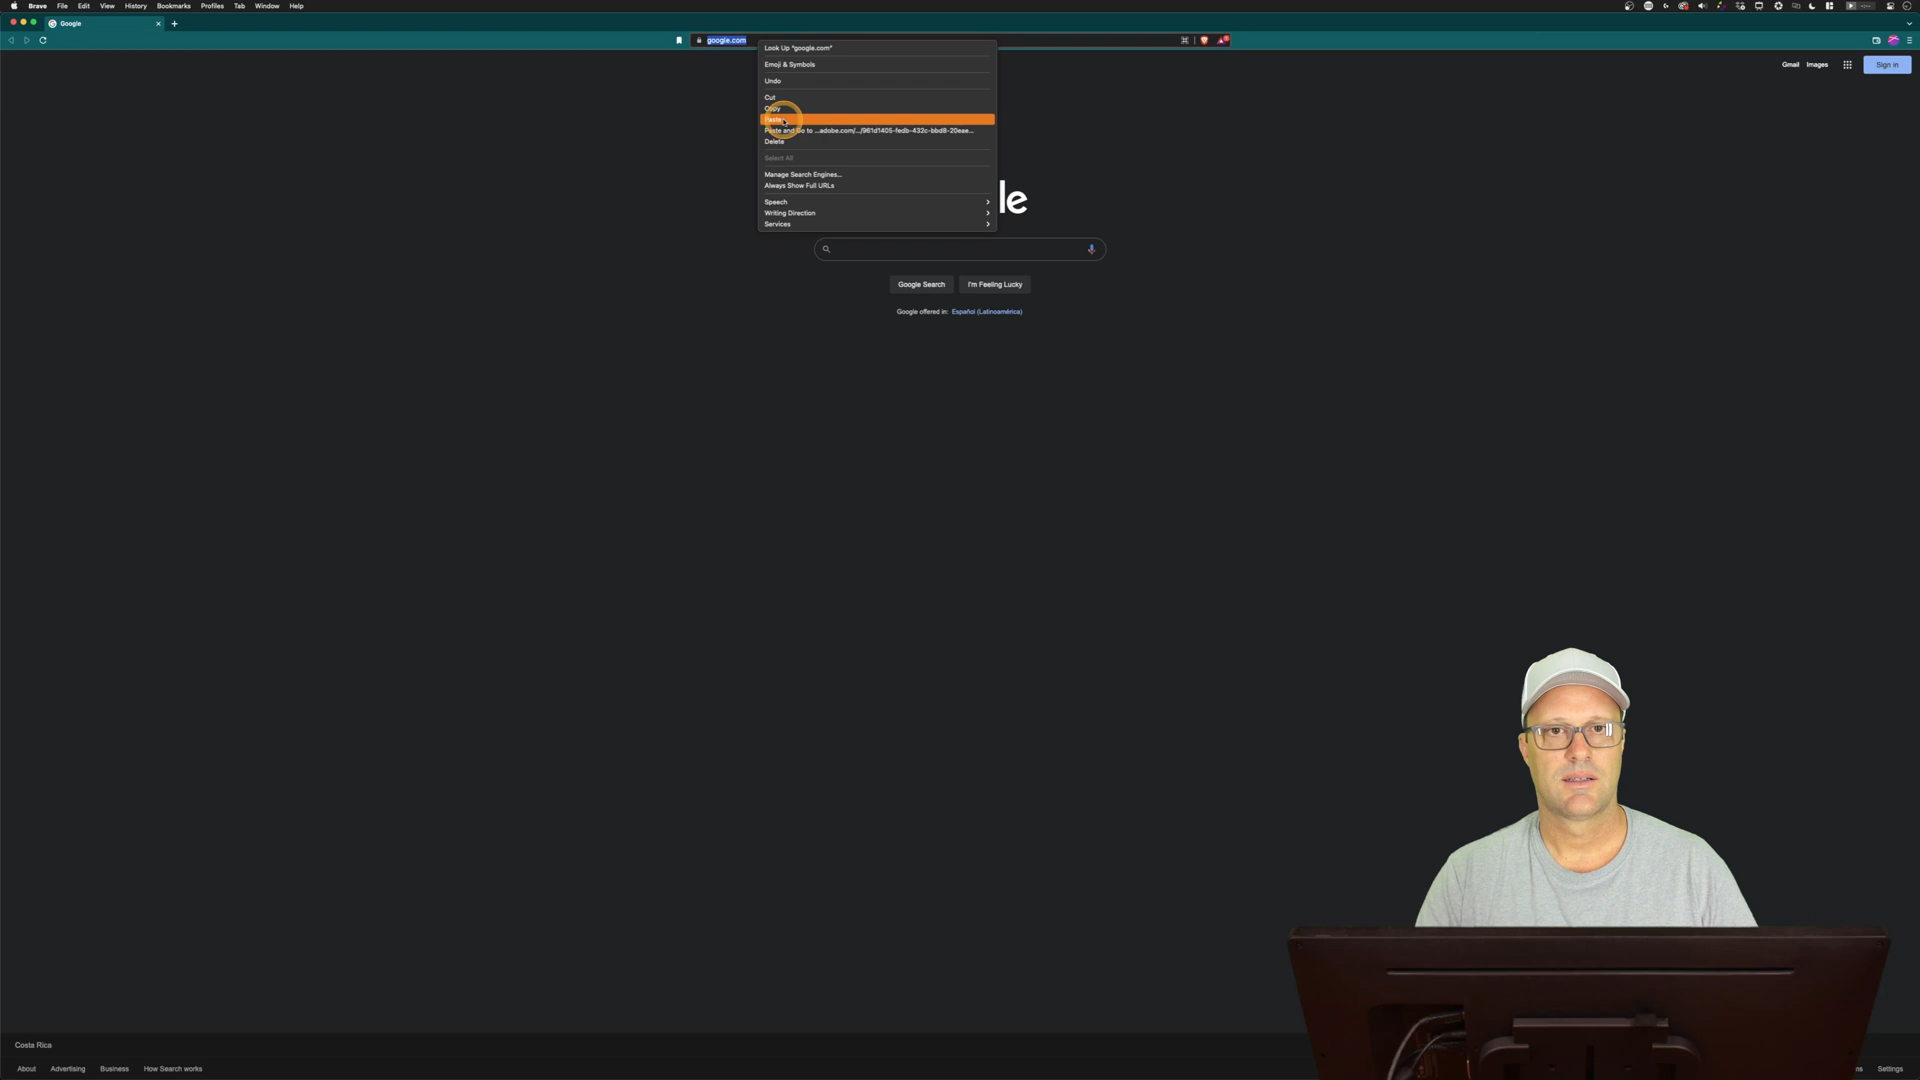 Brave File Edit View History Bookmarks Profiles Tab Window Help
Google
google.com
Look Up "google.com"
Emoji & Symbols
Undo
Cut
Copy
Paste
Paste and Go to ...adobe.com/.../961d1405-fedb-432c-bbd8-20eae...
Delete
Select All
Manage Search Engines...
Always Show Full URLs
Speech
Writing Direction
Services
Gmail Images Sign in
le
Google Search I'm Feeling Lucky
Google offered in: Español (Latinoamérica)
Costa Rica
About Advertising Business How Search works ms Settings